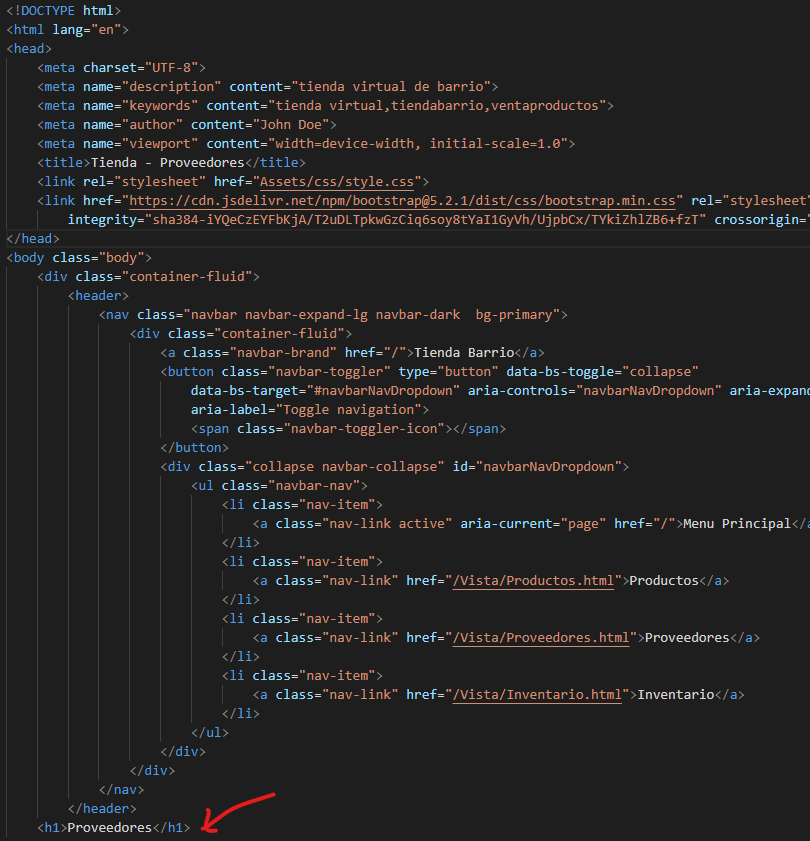 <!DOCTYPE html>
<html lang="en">
<head>
<meta charset="UTF-8">
<meta name="description" content="tienda virtual de barrio">
<meta name="keywords" content="tienda virtual,tiendabarrio,ventaproductos">
<meta name="author" content="John Doe">
<meta name="viewport" content="width=device-width, initial-scale=1.0">
<title>Tienda - Proveedores</title>
<link rel="stylesheet" href="Assets/css/style.css">
<link href="https://cdn.jsdelivr.net/npm/bootstrap@5.2.1/dist/css/bootstrap.min.css" rel="stylesheet"
integrity="sha384-iYQeCzEYFbKjA/T2uDLTpkwGzCiq6soy8tYaI1GyVh/UjpbCx/TYkiZhlZB6+fzT" crossorigin="
</head>
<body class="body">
<div class="container-fluid">
<header>
<nav class="navbar navbar-expand-lg navbar-dark  bg-primary">
<div class="container-fluid">
<a class="navbar-brand" href="/">Tienda Barrio</a>
<button class="navbar-toggler" type="button" data-bs-toggle="collapse"
data-bs-target="#navbarNavDropdown" aria-controls="navbarNavDropdown" aria-expand
aria-label="Toggle navigation">
<span class="navbar-toggler-icon"></span>
</button>
<div class="collapse navbar-collapse" id="navbarNavDropdown">
<ul class="navbar-nav">
<li class="nav-item">
<a class="nav-link active" aria-current="page" href="/">Menu Principal</a
</li>
<li class="nav-item">
<a class="nav-link" href="/Vista/Productos.html">Productos</a>
</li>
<li class="nav-item">
<a class="nav-link" href="/Vista/Proveedores.html">Proveedores</a>
</li>
<li class="nav-item">
<a class="nav-link" href="/Vista/Inventario.html">Inventario</a>
</li>
</ul>
</div>
</div>
</nav>
</header>
<h1>Proveedores</h1>